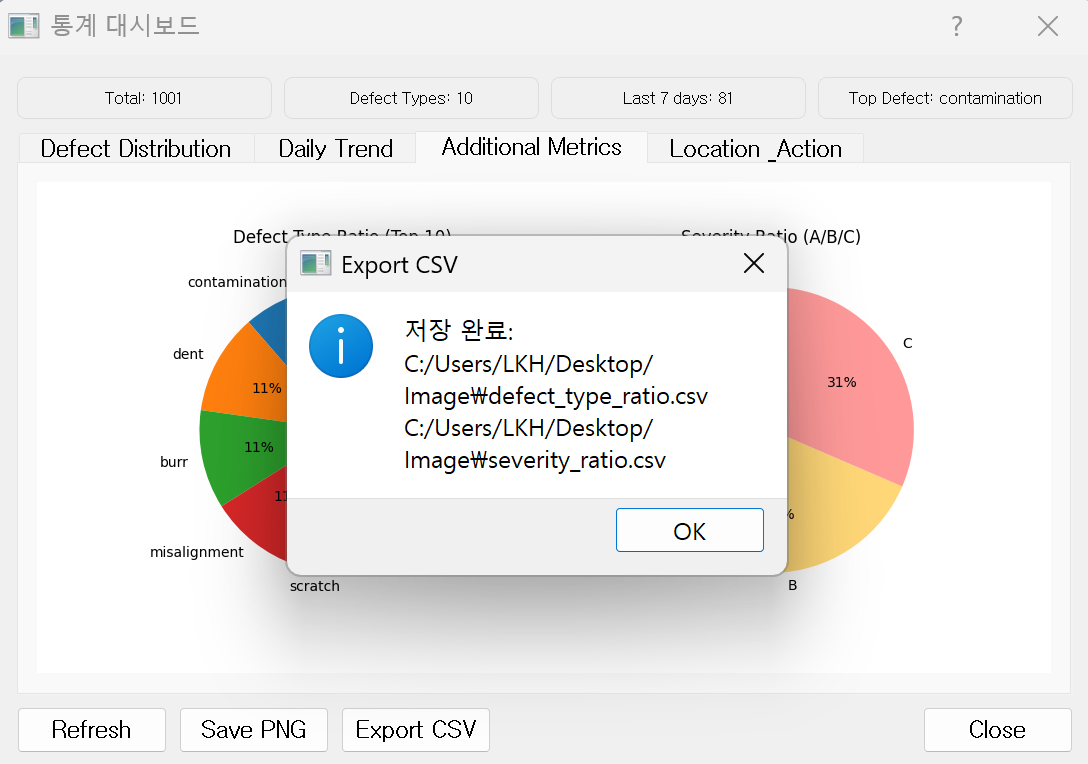 통계 대시보드
?
Total: 1001
Defect Types: 10
Last 7 days: 81
Top Defect: contamination
Defect Distribution
Daily Trend
Additional Metrics
Location _Action
Defect Type Ratio (Top 10)
Severity Ratio (A/B/C)
contamination
dent
11%
burr
11%
misalignment
scratch
C
31%
B
Export CSV
저장 완료:
C:/Users/LKH/Desktop/
Image₩defect_type_ratio.csv
C:/Users/LKH/Desktop/
Image₩severity_ratio.csv
OK
Refresh
Save PNG
Export CSV
Close